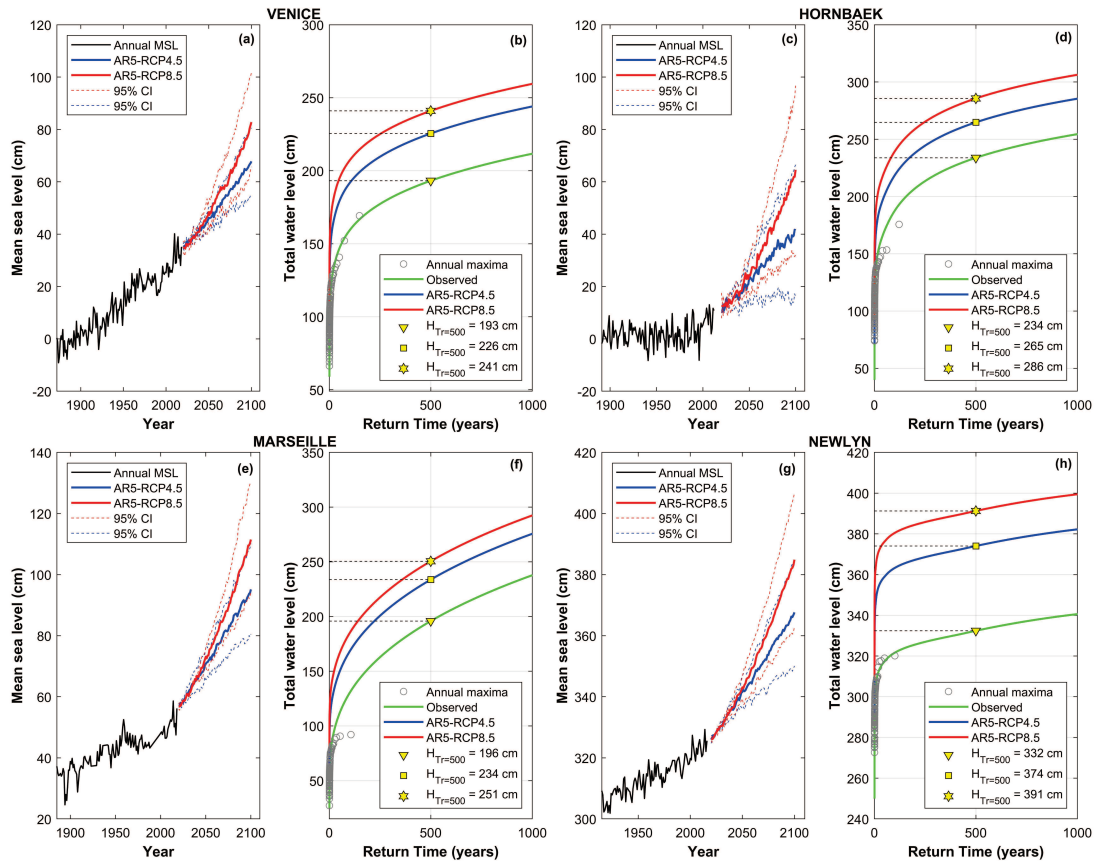 VENICE
HORNBAEK
(a)
Annual MSL
AR5-RCP4.5
AR5-RCP8.5
95% CI
95% CI
Mean sea level (cm)
120
100
80
60
40
20
0
-20
1900
1950
2000
2050
2100
Year
(b)
Total water level (cm)
300
250
200
150
100
50
Annual maxima
Observed
AR5-RCP4.5
AR5-RCP8.5
H_Tr=500 = 193 cm
H_Tr=500 = 226 cm
H_Tr=500 = 241 cm
0
500
1000
Return Time (years)
(c)
Annual MSL
AR5-RCP4.5
AR5-RCP8.5
95% CI
95% CI
Mean sea level (cm)
120
100
80
60
40
20
0
-20
1900
1950
2000
2050
2100
Year
(d)
Total water level (cm)
350
300
250
200
150
100
50
Annual maxima
Observed
AR5-RCP4.5
AR5-RCP8.5
H_Tr=500 = 234 cm
H_Tr=500 = 265 cm
H_Tr=500 = 286 cm
0
500
1000
Return Time (years)
MARSEILLE
NEWLYN
(e)
Annual MSL
AR5-RCP4.5
AR5-RCP8.5
95% CI
95% CI
Mean sea level (cm)
140
120
100
80
60
40
20
1900
1950
2000
2050
2100
Year
(f)
Total water level (cm)
350
300
250
200
150
100
50
Annual maxima
Observed
AR5-RCP4.5
AR5-RCP8.5
H_Tr=500 = 196 cm
H_Tr=500 = 234 cm
H_Tr=500 = 251 cm
0
500
1000
Return Time (years)
(g)
Annual MSL
AR5-RCP4.5
AR5-RCP8.5
95% CI
95% CI
Mean sea level (cm)
420
400
380
360
340
320
300
1950
2000
2050
2100
Year
(h)
Total water level (cm)
420
400
380
360
340
320
300
280
260
240
Annual maxima
Observed
AR5-RCP4.5
AR5-RCP8.5
H_Tr=500 = 332 cm
H_Tr=500 = 374 cm
H_Tr=500 = 391 cm
0
500
1000
Return Time (years)